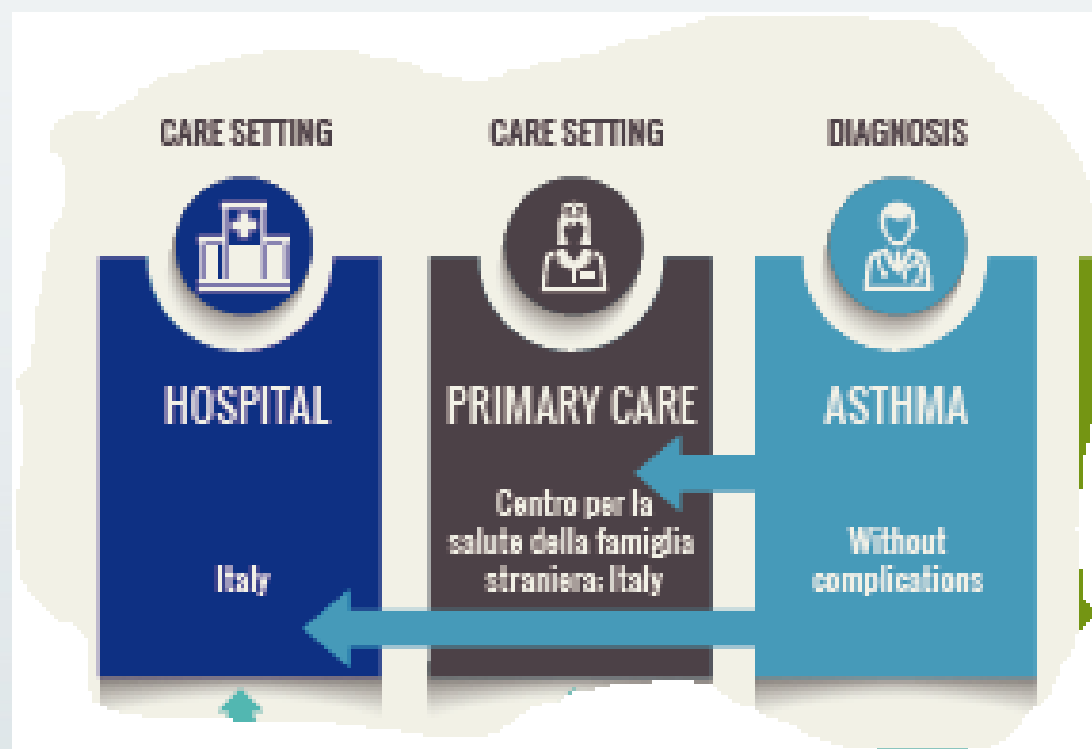 CARE SETTING
CARE SETTING
DIAGNOSIS
HOSPITAL
PRIMARY CARE
ASTHMA
Centro per la
salute della famiglia
straniera: Italy
Italy
Without
complications